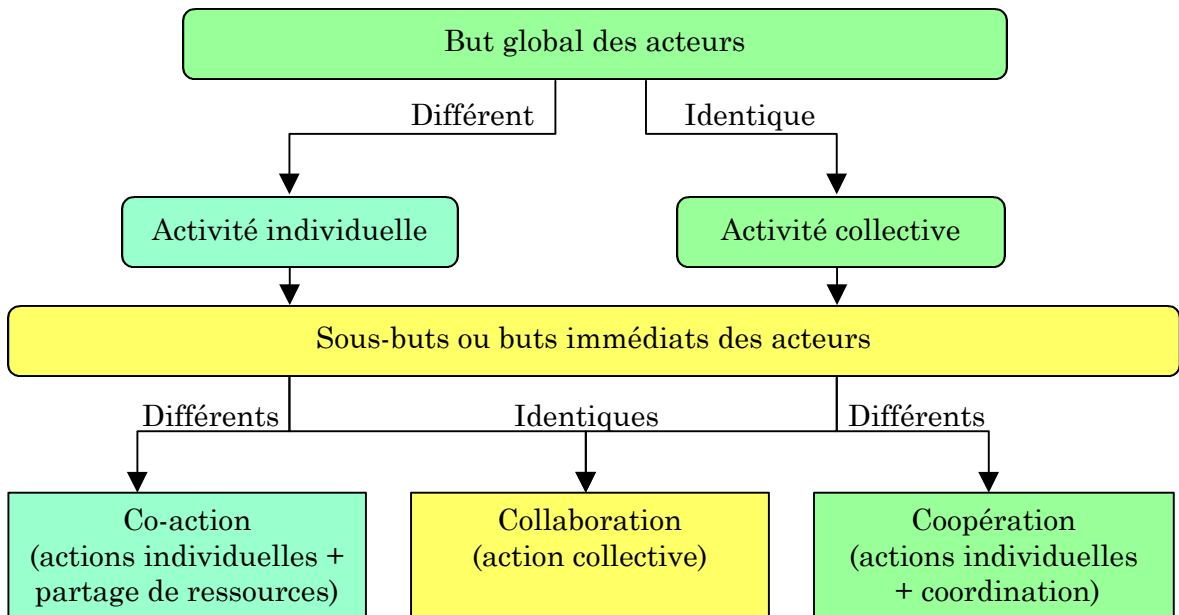 But global des acteurs
Différent
Identique
Activité individuelle
Activité collective
Sous-buts ou buts immédiats des acteurs
Différents
Identiques
Différents
Co-action
(actions individuelles +
partage de ressources)
Collaboration
(action collective)
Coopération
(actions individuelles
+ coordination)